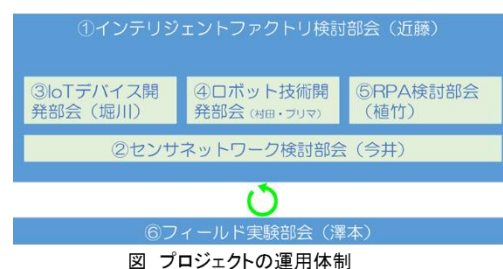 ①インテリジェントファクトリ検討部会（近藤）
③IoTデバイス開
発部会（堀川）
④ロボット技術開
発部会（村田・プリマ）
⑤RPA検討部会
（植竹）
②センサネットワーク検討部会（今井）
⑥フィールド実験部会（澤本）
図　プロジェクトの運用体制